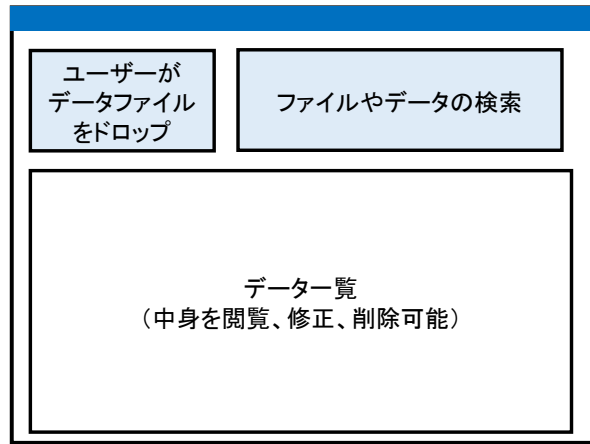 ユーザーが
データファイル
をドロップ
ファイルやデータの検索
データ一覧
（中身を閲覧、修正、削除可能）